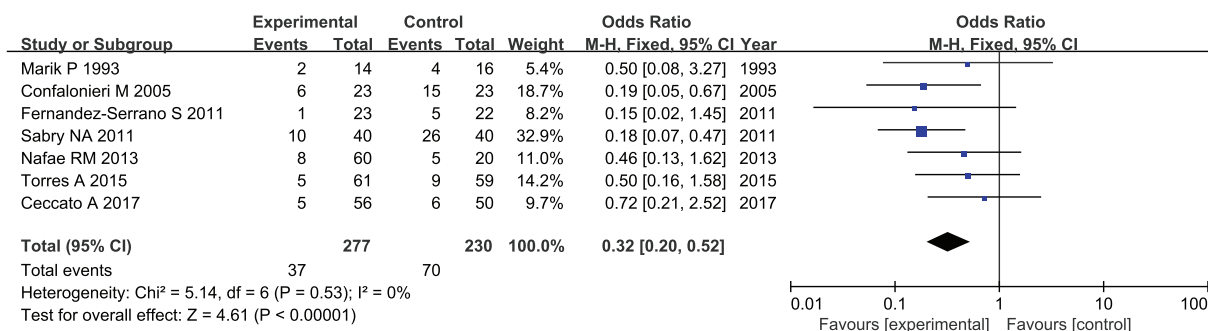 Experimental Control Odds Ratio Odds Ratio
Study or Subgroup Events Total Events Total Weight M-H, Fixed, 95% CI Year M-H, Fixed, 95% CI
Marik P 1993 2 14 4 16 5.4% 0.50 [0.08, 3.27] 1993
Confalonieri M 2005 6 23 15 23 18.7% 0.19 [0.05, 0.67] 2005
Fernandez-Serrano S 2011 1 23 5 22 8.2% 0.15 [0.02, 1.45] 2011
Sabry NA 2011 10 40 26 40 32.9% 0.18 [0.07, 0.47] 2011
Nafae RM 2013 8 60 5 20 11.0% 0.46 [0.13, 1.62] 2013
Torres A 2015 5 61 9 59 14.2% 0.50 [0.16, 1.58] 2015
Ceccato A 2017 5 56 6 50 9.7% 0.72 [0.21, 2.52] 2017
Total (95% CI) 277 230 100.0% 0.32 [0.20, 0.52]
Total events 37 70
Heterogeneity: Chi² = 5.14, df = 6 (P = 0.53); I² = 0%
Test for overall effect: Z = 4.61 (P < 0.00001)
0.01 0.1 1 10 100
Favours [experimental] Favours [control]